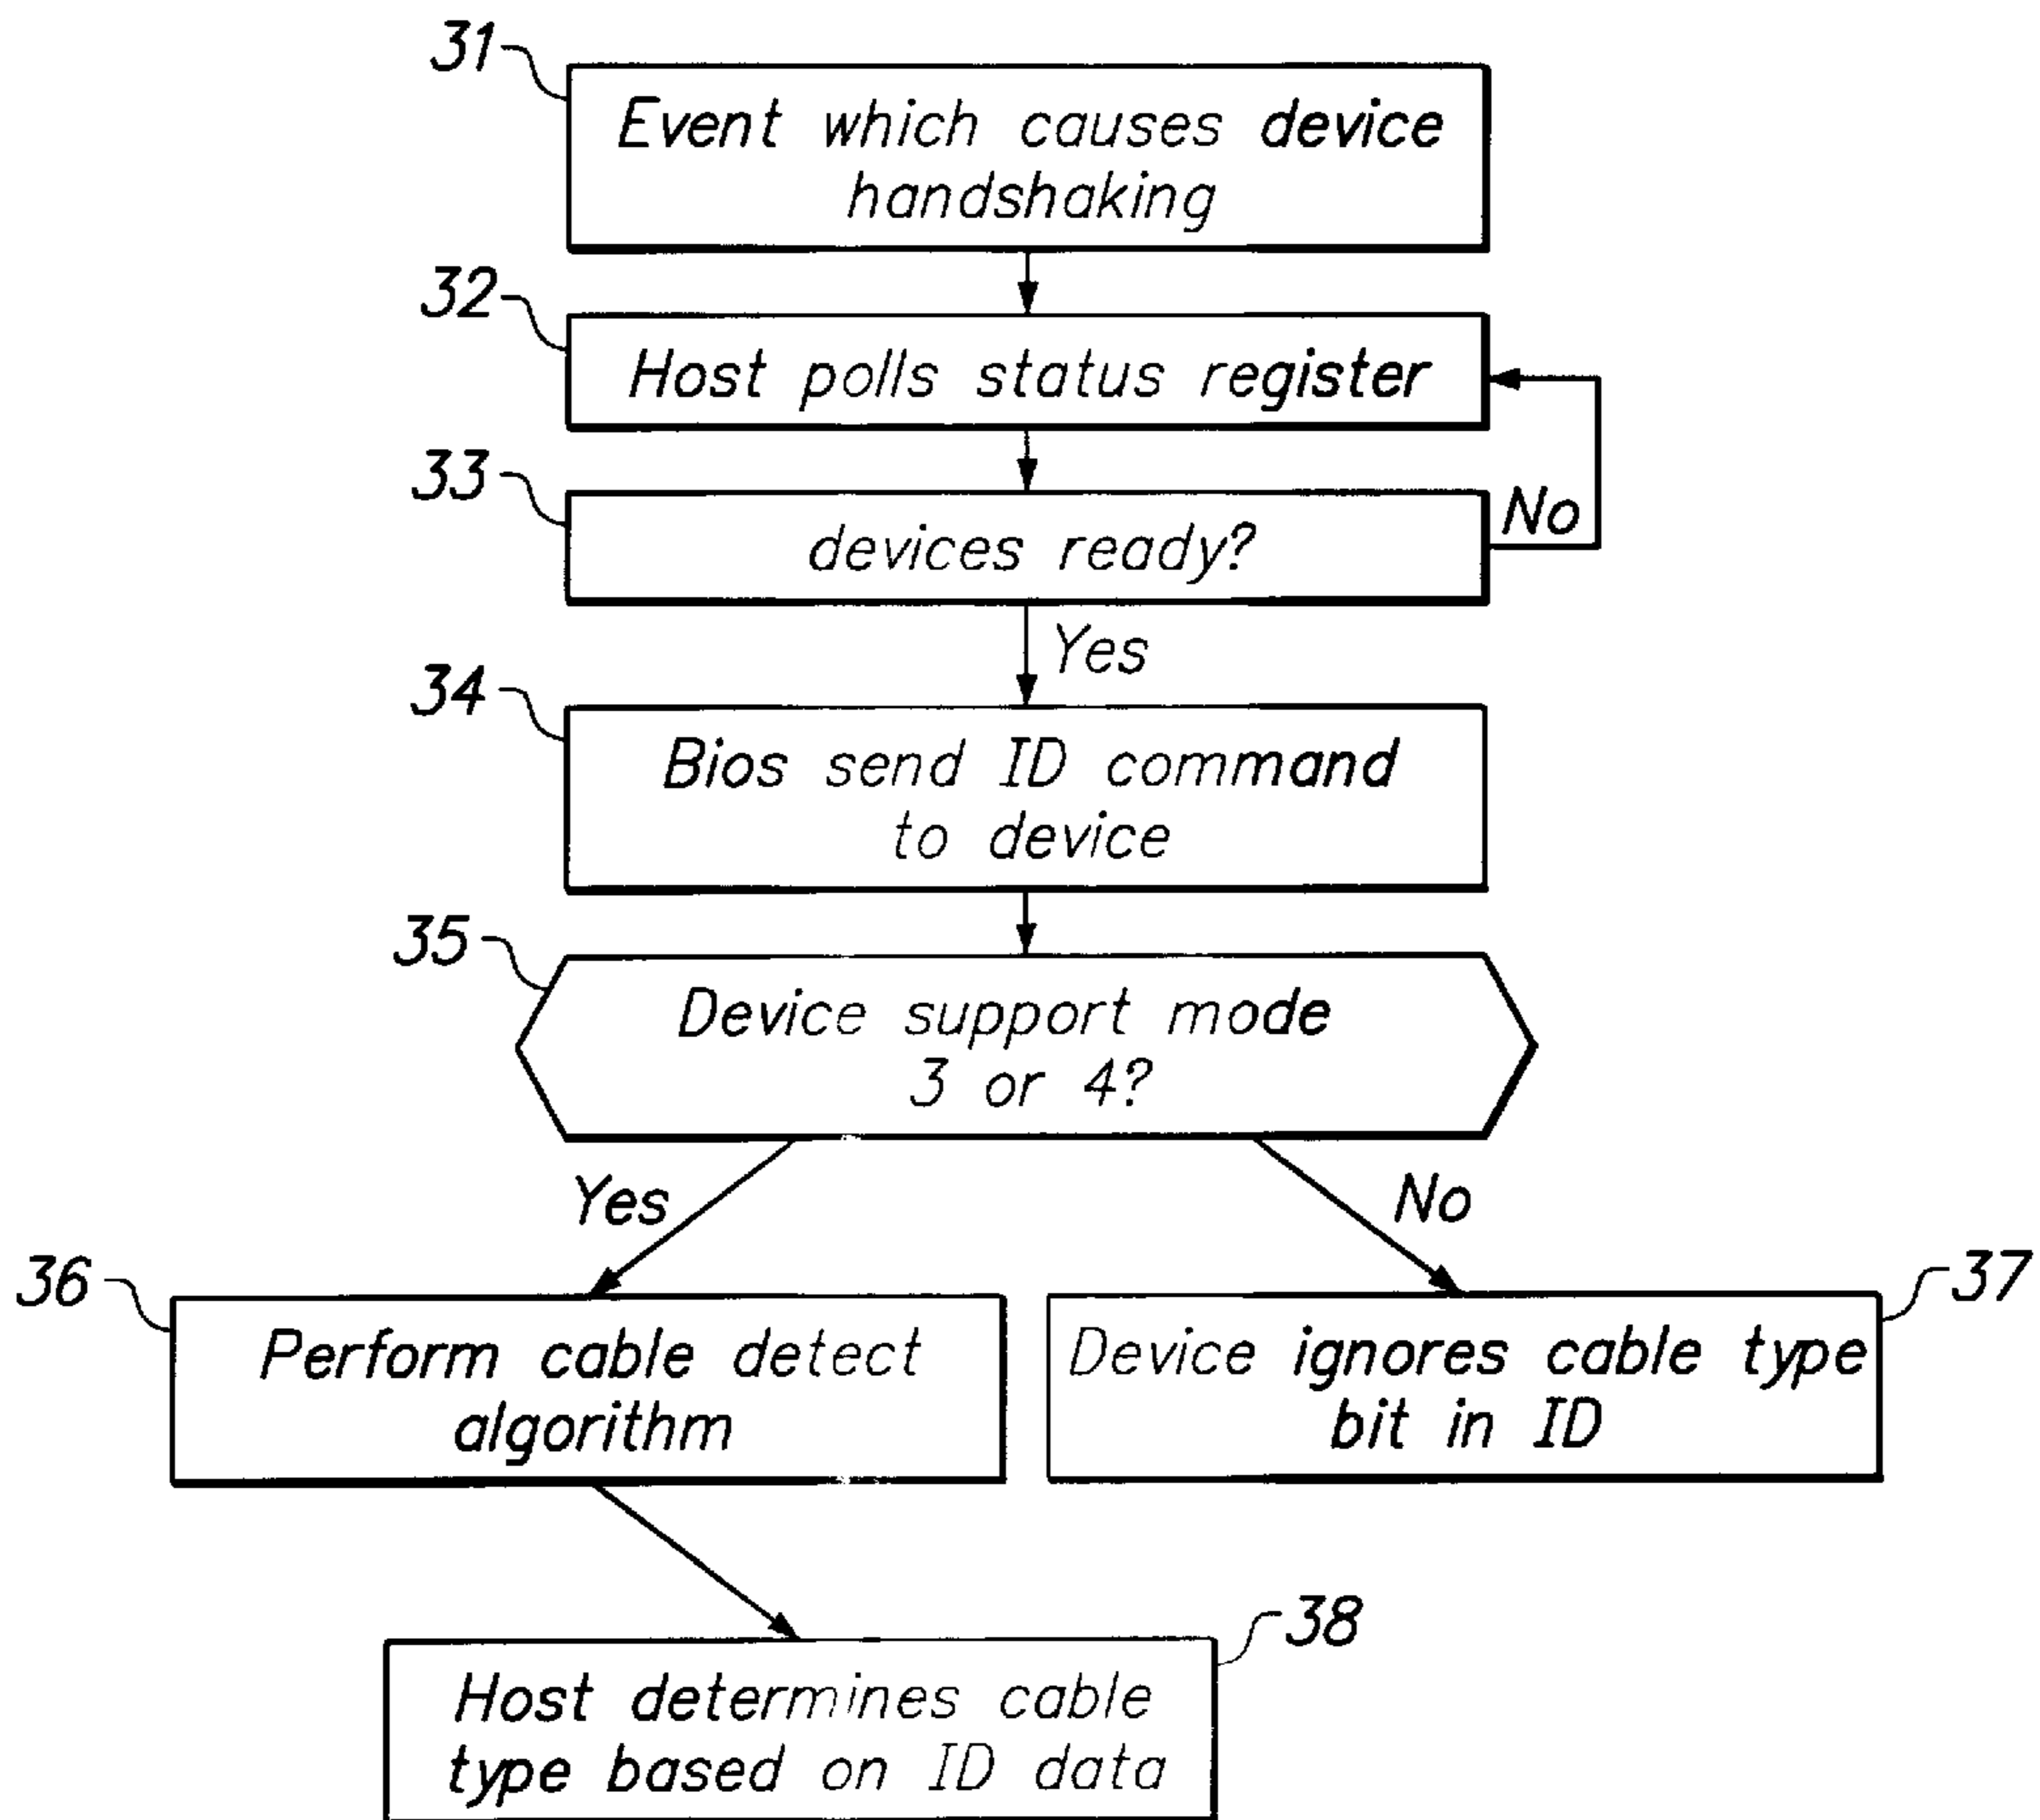 31
Event which causes device
handshaking
32
Host polls status register
33
devices ready?
No
Yes
34
Bios send ID command
to device
35
Device support mode
3 or 4?
Yes
No
36
Perform cable detect
algorithm
37
Device ignores cable type
bit in ID
38
Host determines cable
type based on ID data